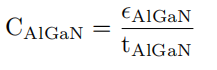 C_AlGaN = ϵ_AlGaN / t_AlGaN